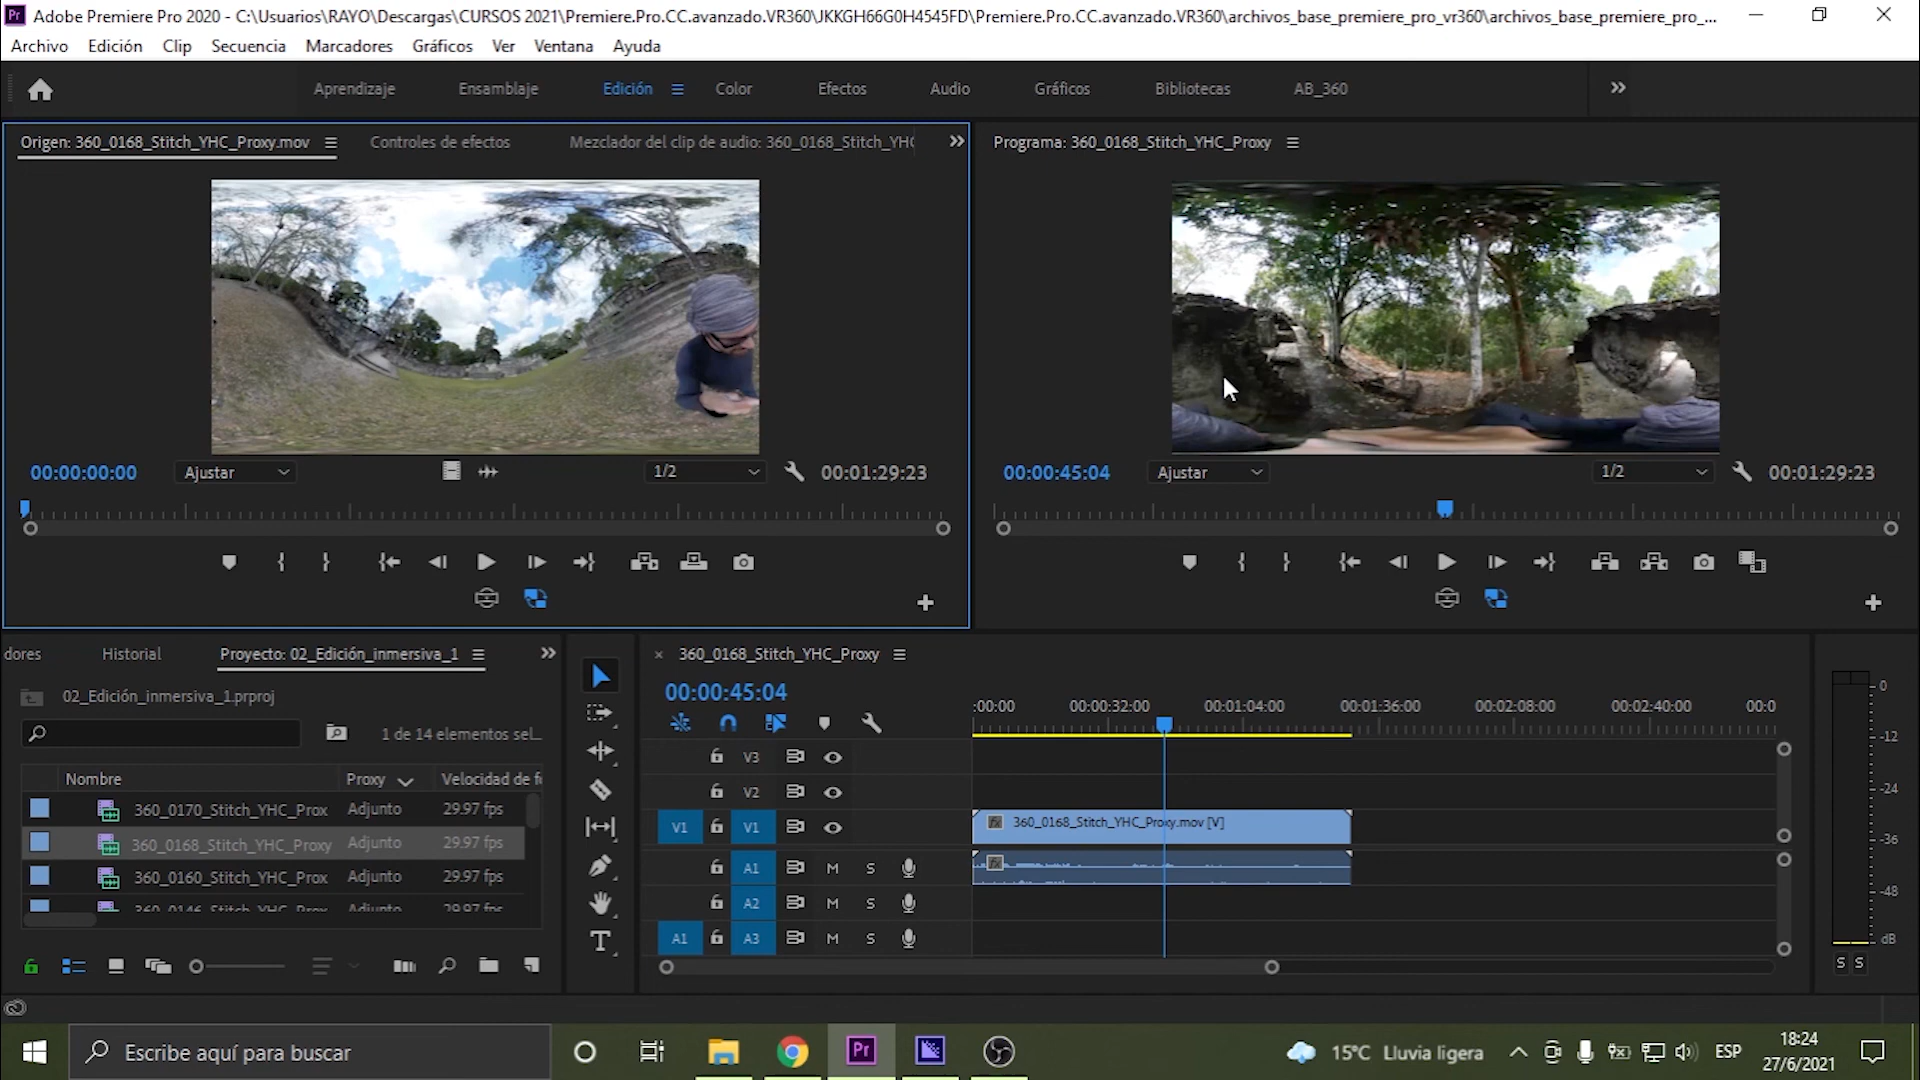 Adobe Premiere Pro 2020 - C:\Usuarios\RAYO\Descargas\CURSOS 2021\Premiere.Pro.CC.avanzado.VR360\JKKGH66G0H4545FD\Premiere.Pro.CC.avanzado.VR360\archivos_base_premiere_pro_vr360\archivos_base_premiere_pro_...
Archivo Edición Clip Secuencia Marcadores Gráficos Ver Ventana Ayuda
Aprendizaje Ensamblaje Edición Color Efectos Audio Gráficos Bibliotecas AB_360
Origen: 360_0168_Stitch_YHC_Proxy.mov Controles de efectos Mezclador del clip de audio: 360_0168_Stitch_YHC
Programa: 360_0168_Stitch_YHC_Proxy
00:00:00:00 Ajustar 1/2 00:01:29:23
00:00:45:04 Ajustar 1/2 00:01:29:23
dores Historial Proyecto: 02_Edición_inmersiva_1
02_Edición_inmersiva_1.prproj
1 de 14 elementos sel...
Nombre Proxy Velocidad de f
360_0170_Stitch_YHC_Prox Adjunto 29.97 fps
360_0168_Stitch_YHC_Proxy Adjunto 29.97 fps
360_0160_Stitch_YHC_Prox Adjunto 29.97 fps
360_0146_Stitch_YHC_Prox Adjunto 29.97 fps
360_0168_Stitch_YHC_Proxy
00:00:45:04
:00:00 00:00:32:00 00:01:04:00 00:01:36:00 00:02:08:00 00:02:40:00 00:0
V3
V2
V1 V1 360_0168_Stitch_YHC_Proxy.mov [V]
A1 M S
A2 M S
A1 A3 M S
0
-12
-24
-36
-48
dB
S S
Escribe aquí para buscar
15°C Lluvia ligera ESP
18:24
27/6/2021